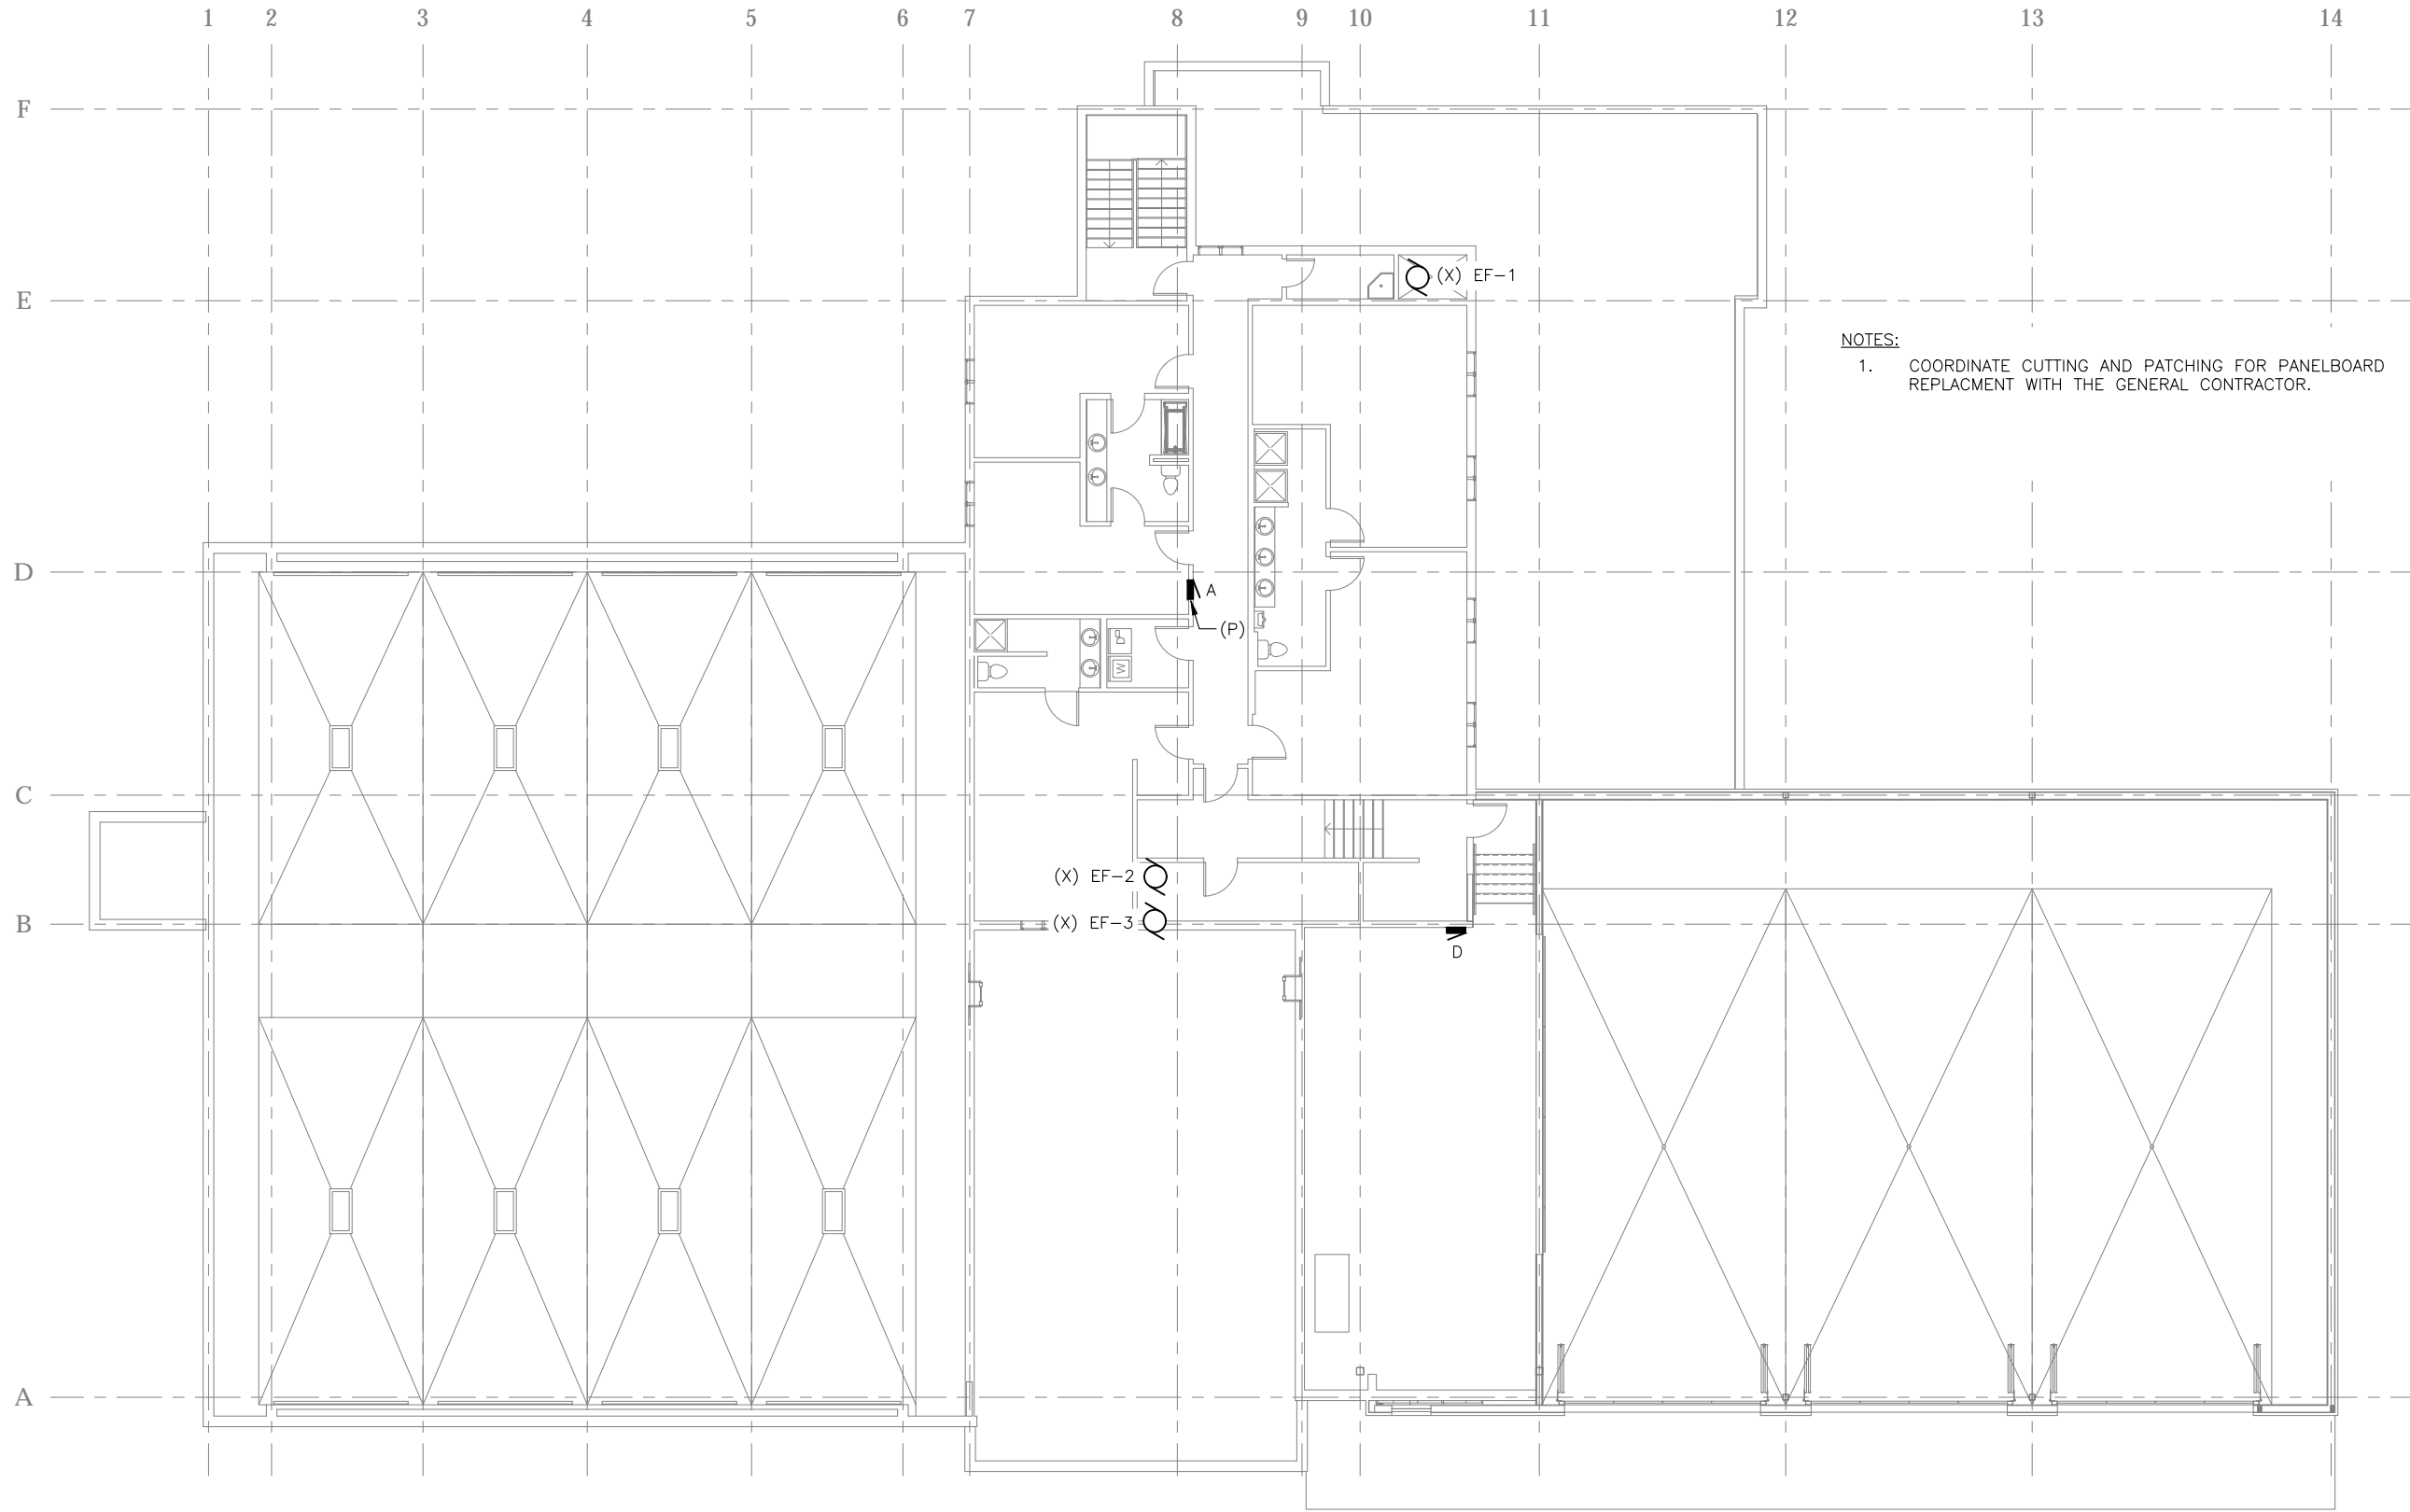 1 2 3 4 5 6 7 8 9 10 11 12 13 14
F
E
(X) EF-1
NOTES:
1. COORDINATE CUTTING AND PATCHING FOR PANELBOARD
REPLACMENT WITH THE GENERAL CONTRACTOR.
D
A
(P)
D
W
C
(X) EF-2
B
(X) EF-3
D
A